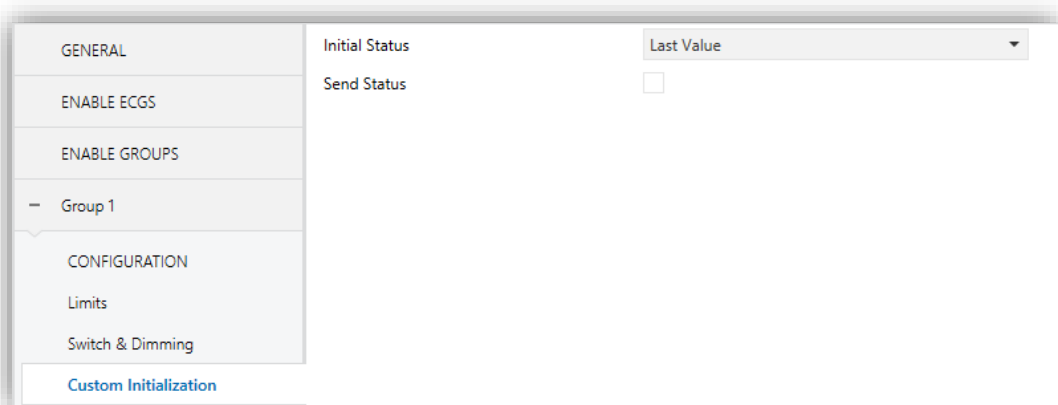 GENERAL
ENABLE ECGS
ENABLE GROUPS
Group 1
CONFIGURATION
Limits
Switch & Dimming
Custom Initialization
Initial Status
Last Value
Send Status